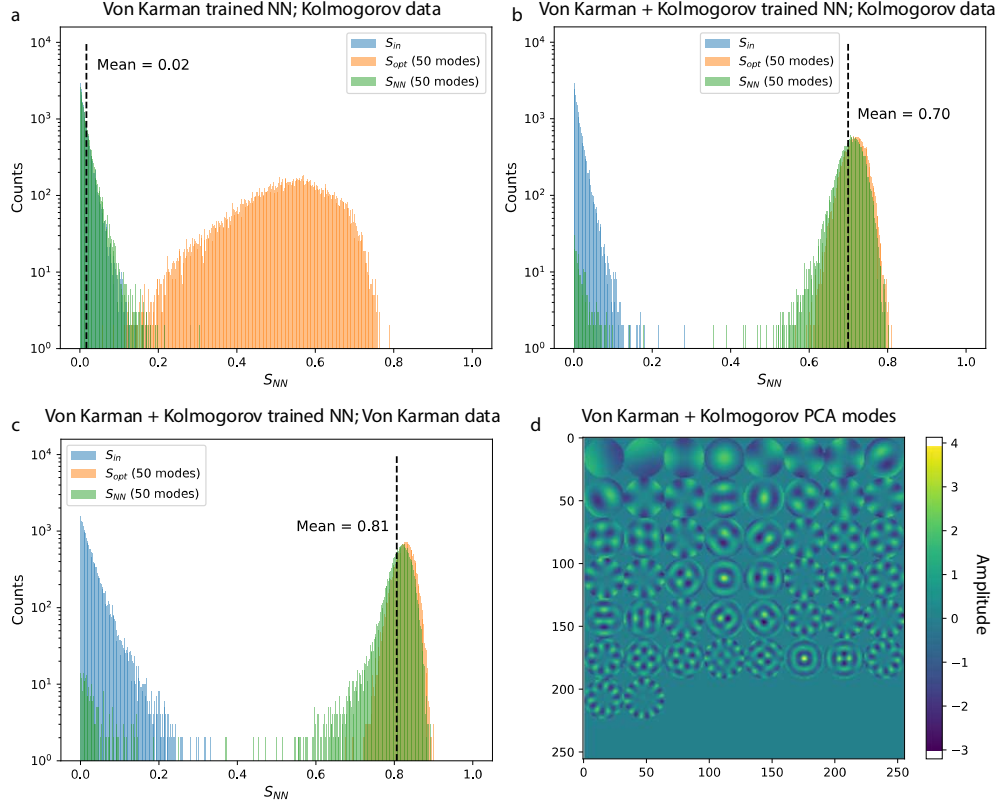 a
Von Karman trained NN; Kolmogorov data
10⁴
10³
10²
10¹
10⁰
Counts
Mean = 0.02
S_in
S_opt (50 modes)
S_NN (50 modes)
0.0 0.2 0.4 0.6 0.8 1.0
S_NN
b
Von Karman + Kolmogorov trained NN; Kolmogorov data
10⁴
10³
10²
10¹
10⁰
Counts
S_in
S_opt (50 modes)
S_NN (50 modes)
Mean = 0.70
0.0 0.2 0.4 0.6 0.8 1.0
S_NN
c
Von Karman + Kolmogorov trained NN; Von Karman data
10⁴
10³
10²
10¹
10⁰
Counts
S_in
S_opt (50 modes)
S_NN (50 modes)
Mean = 0.81
0.0 0.2 0.4 0.6 0.8 1.0
S_NN
d
Von Karman + Kolmogorov PCA modes
0
50
100
150
200
250
0 50 100 150 200 250
4
3
2
1
0
−1
−2
−3
Amplitude